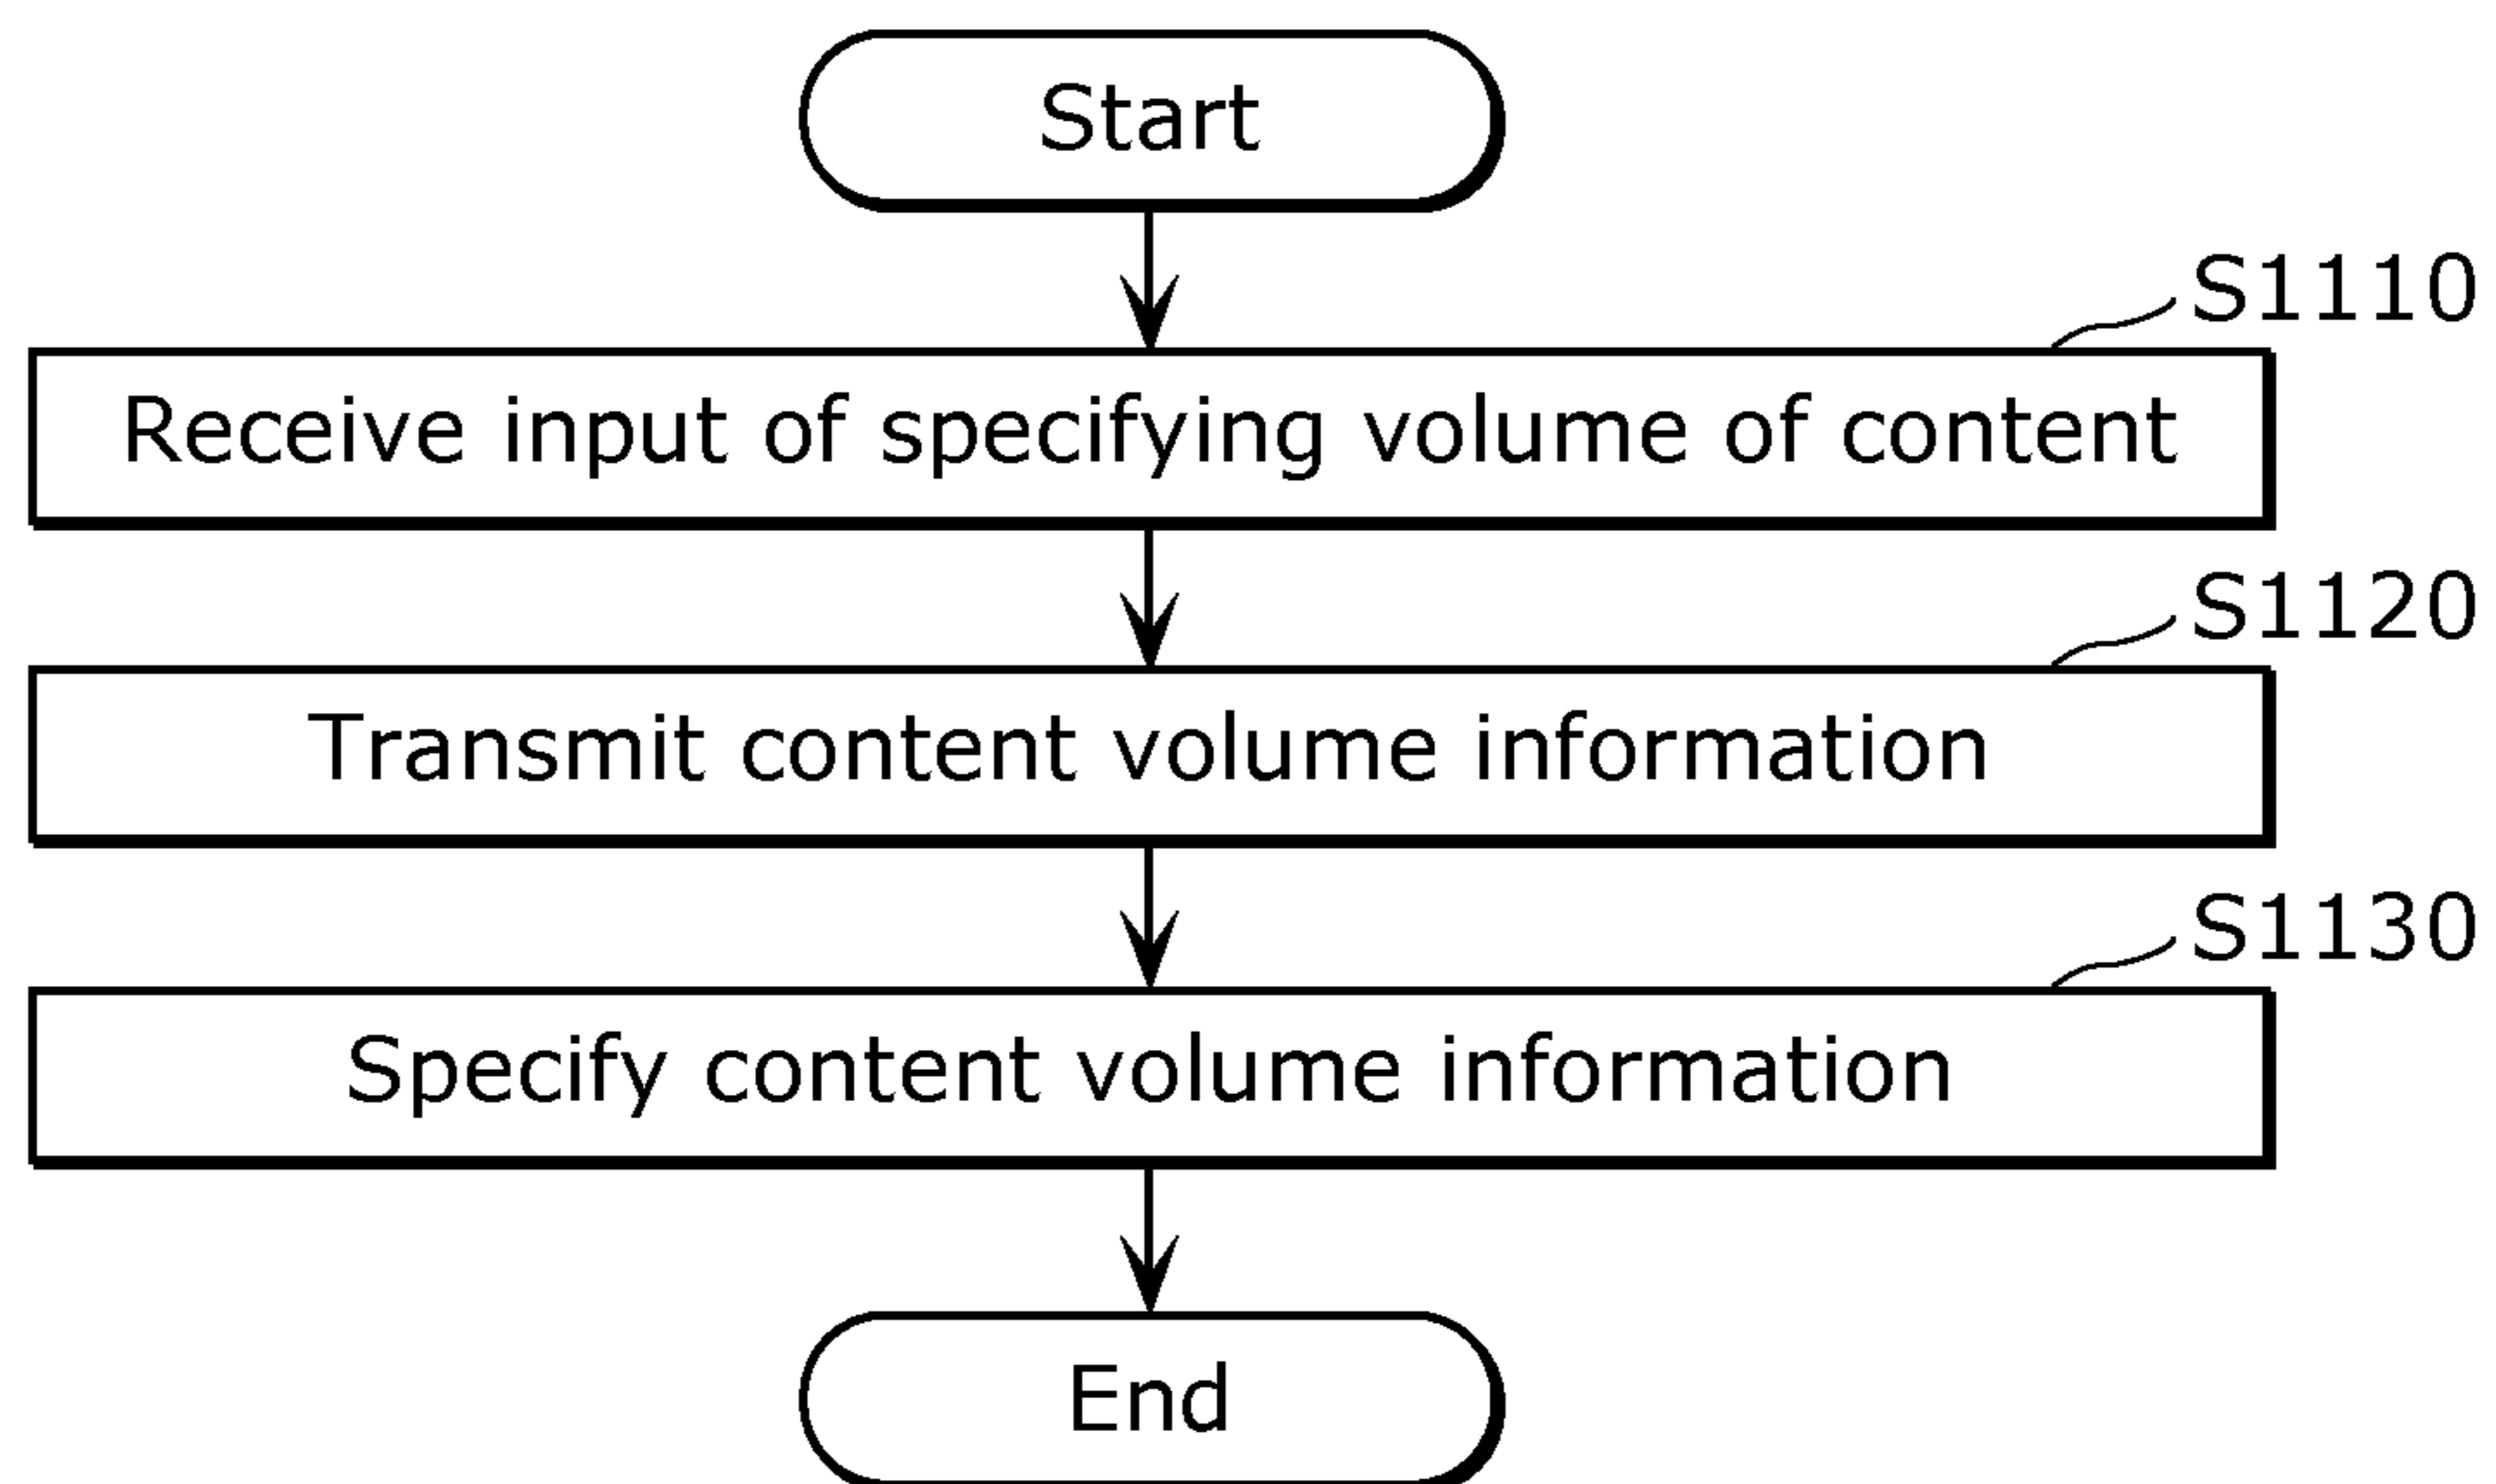 Start
S1110
Receive input of specifying volume of content
S1120
Transmit content volume information
S1130
Specify content volume information
End